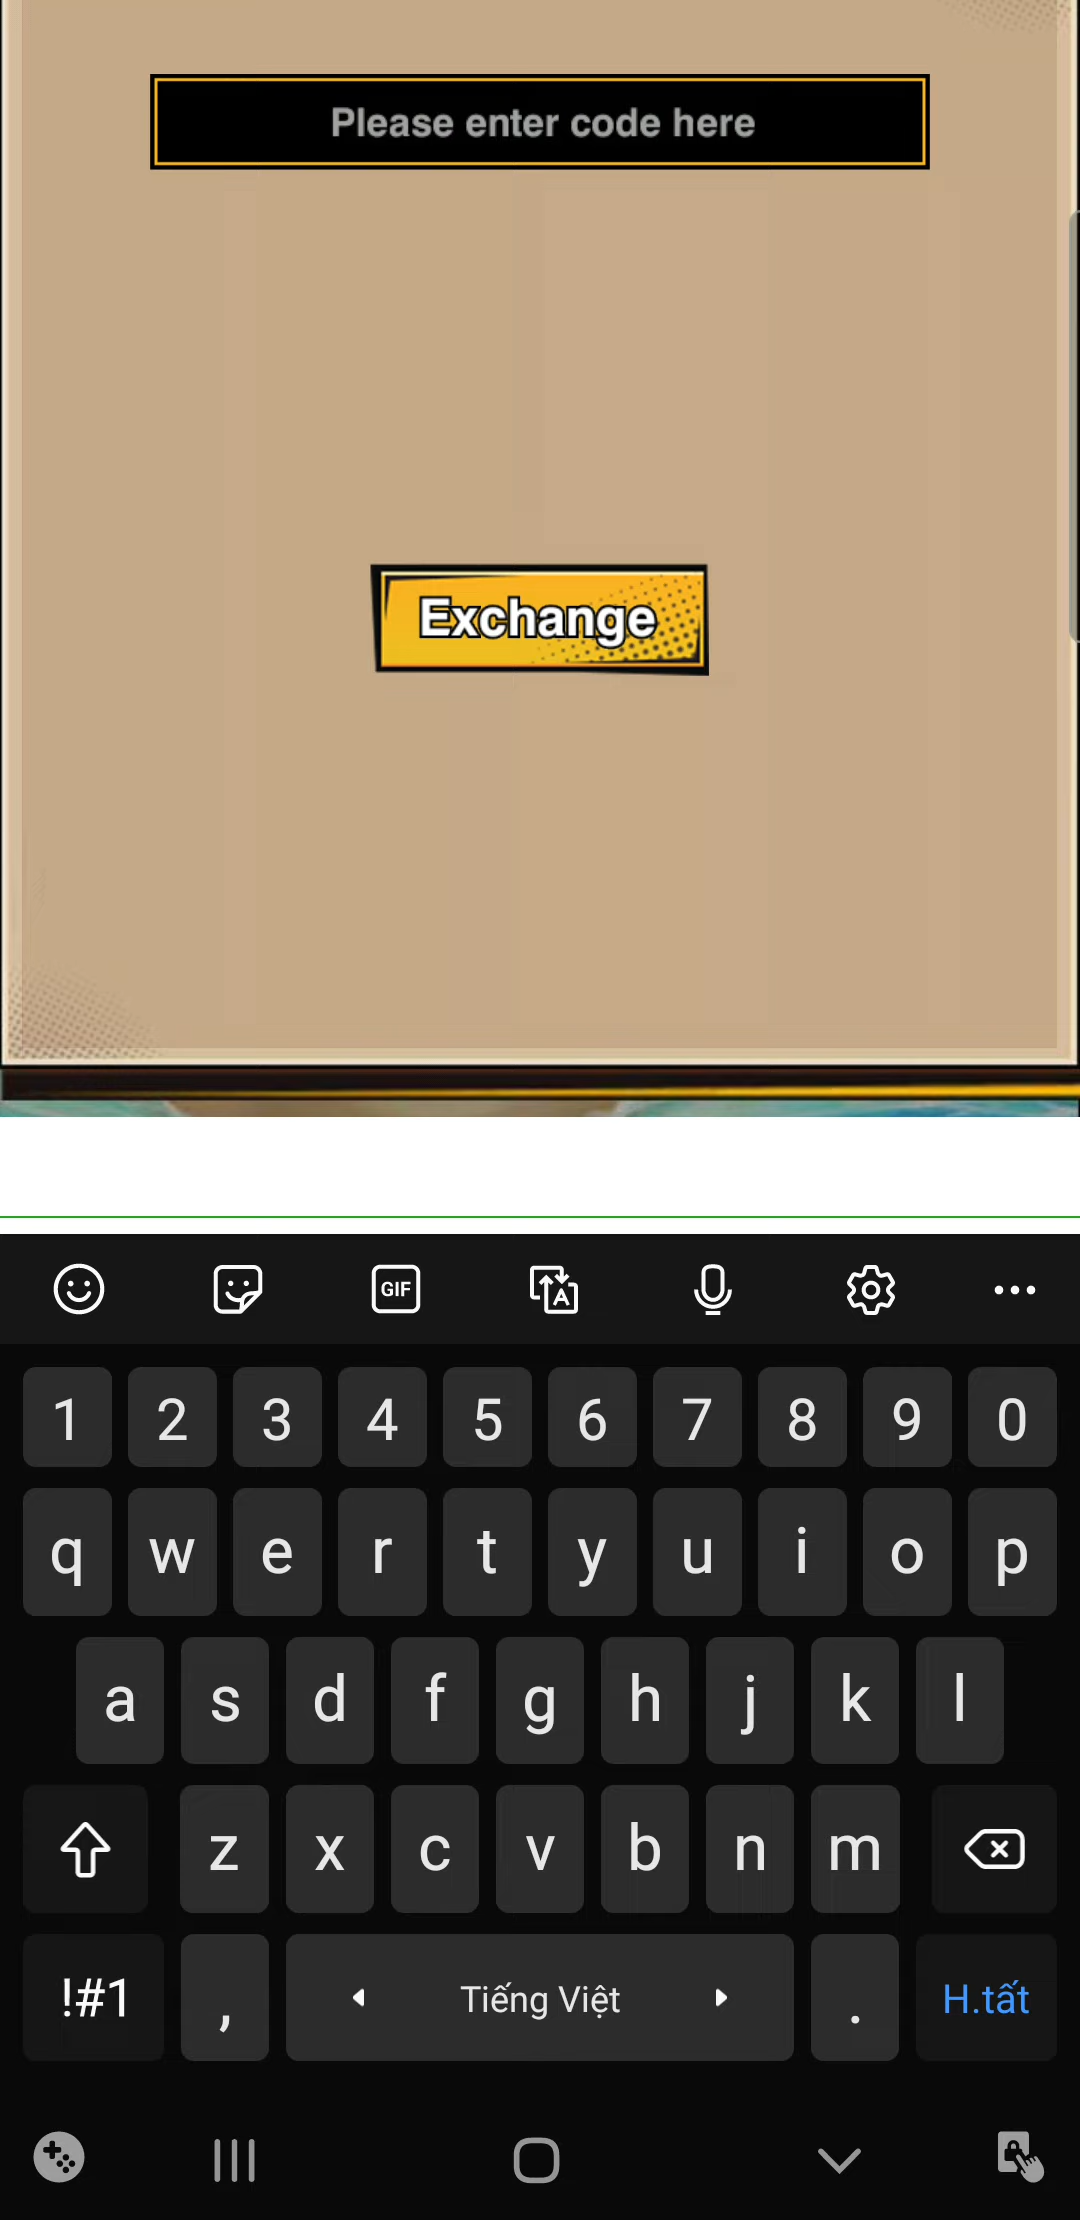 Please enter code here
Exchange
GIF
A
1 2 3 4 5 6 7 8 9 0
q w e r t y u i o p
a s d f g h j k l
z x c v b n m
!#1 , Tiếng Việt . H.tất